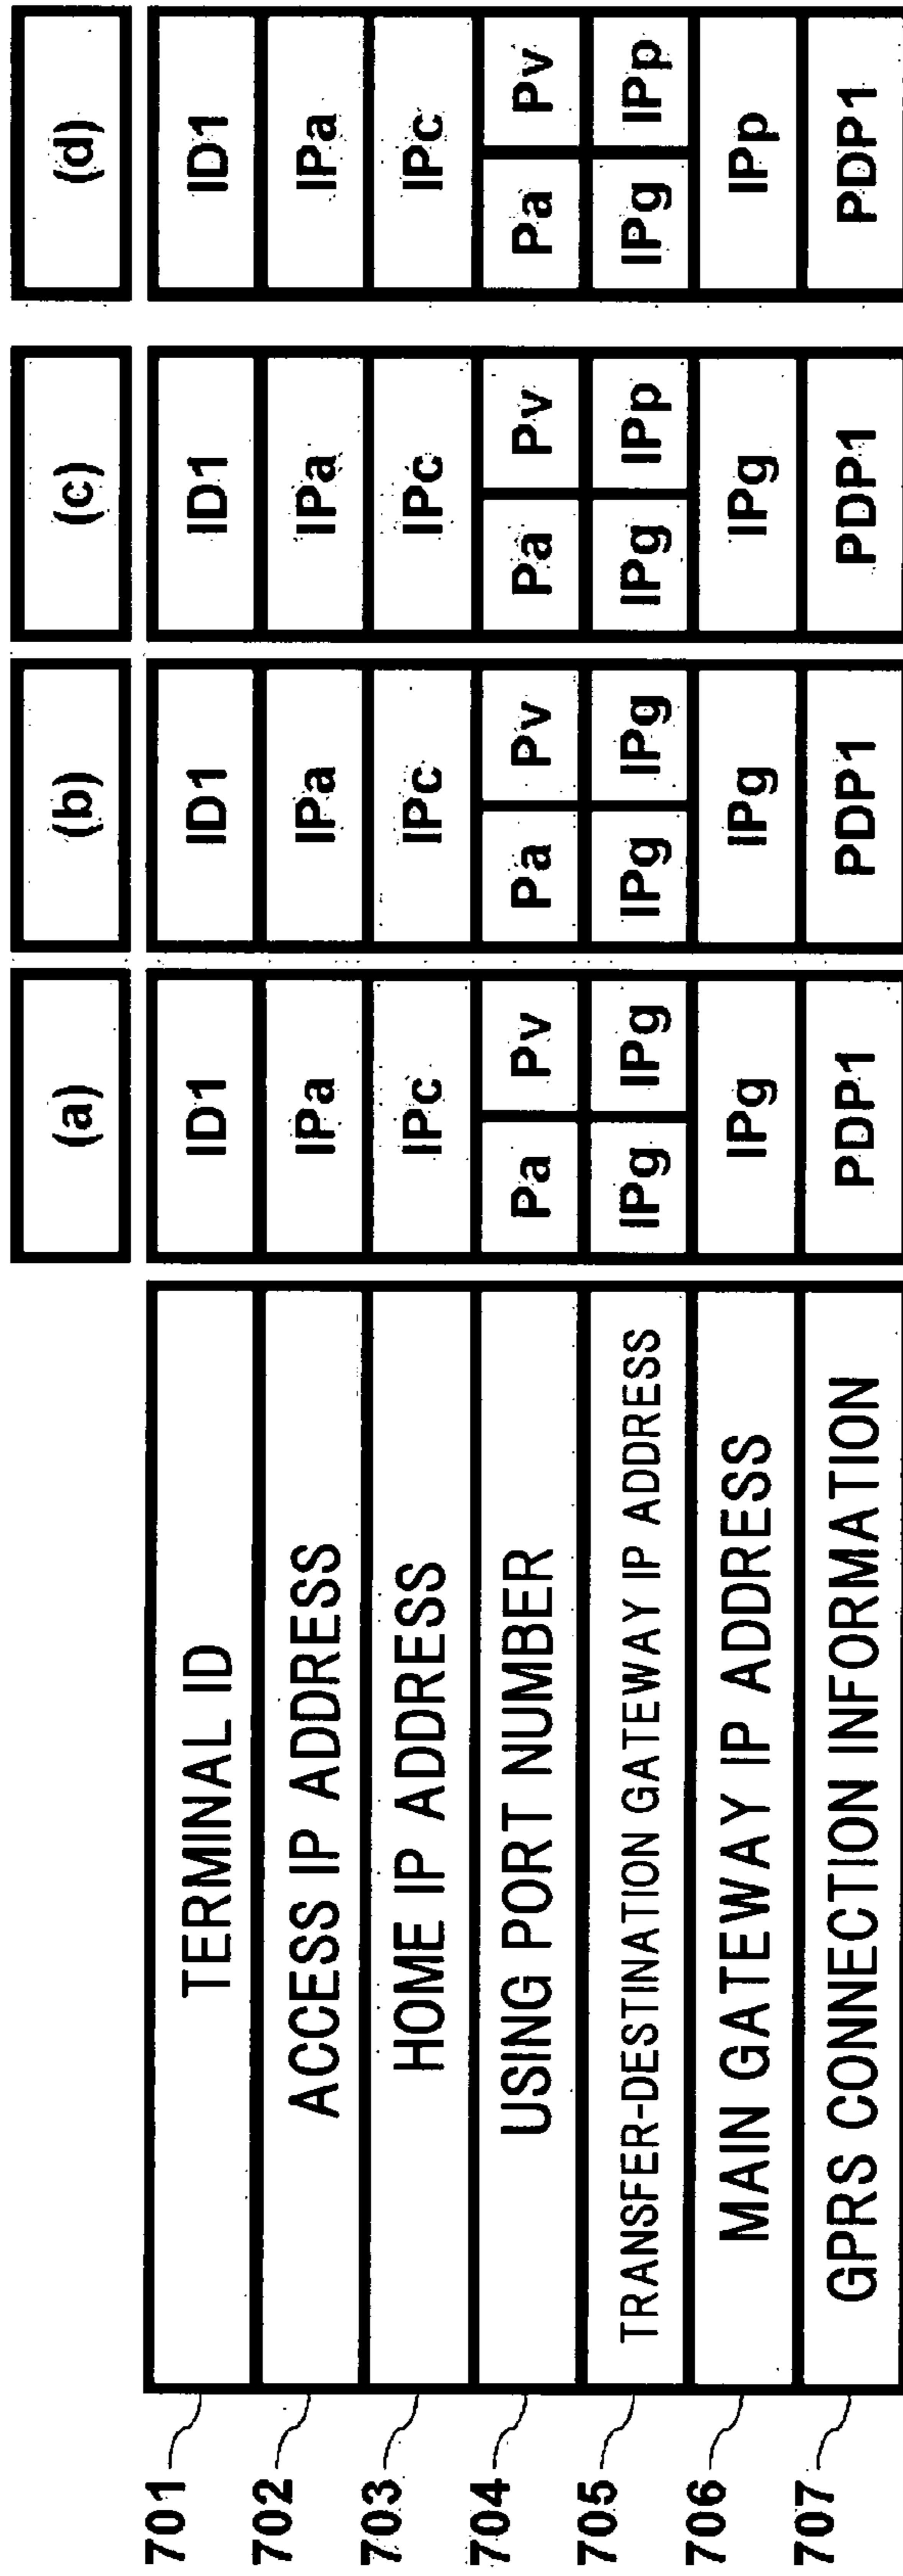 (a) (b) (c) (d)
701 TERMINAL ID ID1 ID1 ID1 ID1
702 ACCESS IP ADDRESS IPa IPa IPa IPa
703 HOME IP ADDRESS IPc IPc IPc IPc
704 USING PORT NUMBER Pa Pv Pa Pv Pa Pv Pa Pv
705 TRANSFER-DESTINATION GATEWAY IP ADDRESS IPg IPg IPg IPg IPg IPp IPg IPp
706 MAIN GATEWAY IP ADDRESS IPg IPg IPg IPp
707 GPRS CONNECTION INFORMATION PDP1 PDP1 PDP1 PDP1